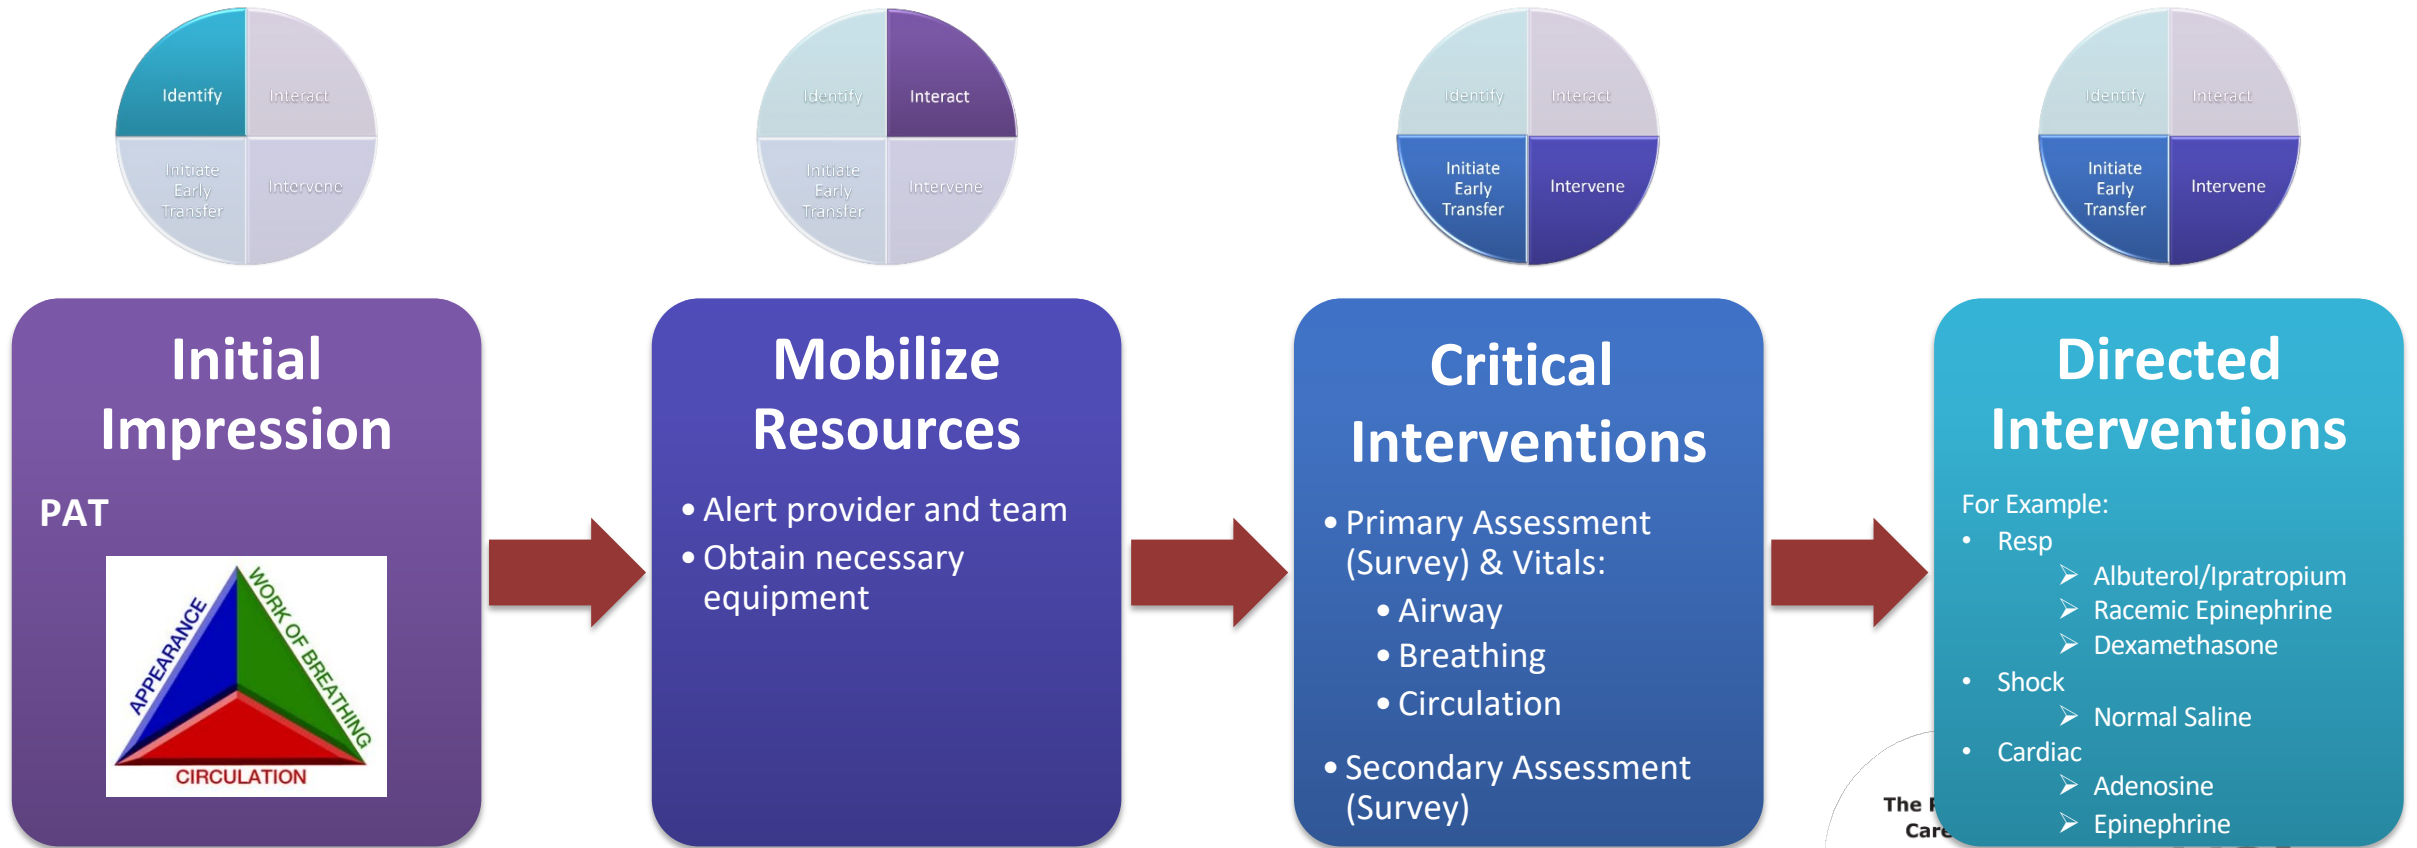 Identify
Interact
Initiate
Early
Transfer
Intervene
Identify
Interact
Initiate
Early
Transfer
Intervene
Identify
Interact
Initiate
Early
Transfer
Intervene
Identify
Interact
Initiate
Early
Transfer
Intervene
Initial
Impression
PAT
APPEARANCE
WORK OF BREATHING
CIRCULATION
Mobilize
Resources
• Alert provider and team
• Obtain necessary
equipment
Critical
Interventions
• Primary Assessment
(Survey) & Vitals:
• Airway
• Breathing
• Circulation
• Secondary Assessment
(Survey)
Directed
Interventions
For Example:
• Resp
➢ Albuterol/Ipratropium
➢ Racemic Epinephrine
➢ Dexamethasone
• Shock
➢ Normal Saline
• Cardiac
➢ Adenosine
➢ Epinephrine
The
Care